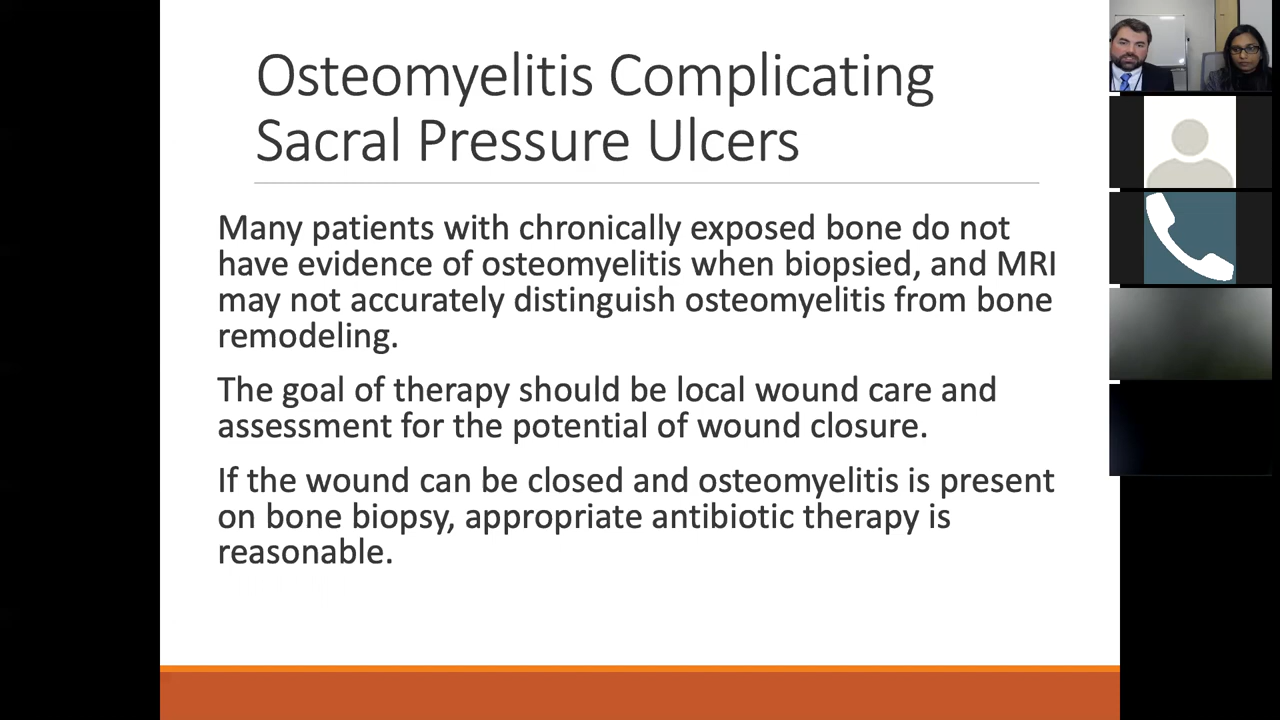 Osteomyelitis Complicating
Sacral Pressure Ulcers
Many patients with chronically exposed bone do not
have evidence of osteomyelitis when biopsied, and MRI
may not accurately distinguish osteomyelitis from bone
remodeling.
The goal of therapy should be local wound care and
assessment for the potential of wound closure.
If the wound can be closed and osteomyelitis is present
on bone biopsy, appropriate antibiotic therapy is
reasonable.